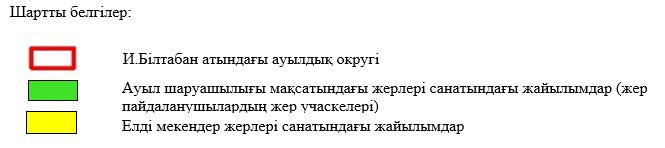 Шартты белгілер:
И.Білтабан атындағы ауылдық округі
Ауыл шаруашылығы мақсатындағы жерлері санатындағы жайылымдар (жер
пайдаланушылардың жер учаскелері)
Елді мекендер жерлері санатындағы жайылымдар